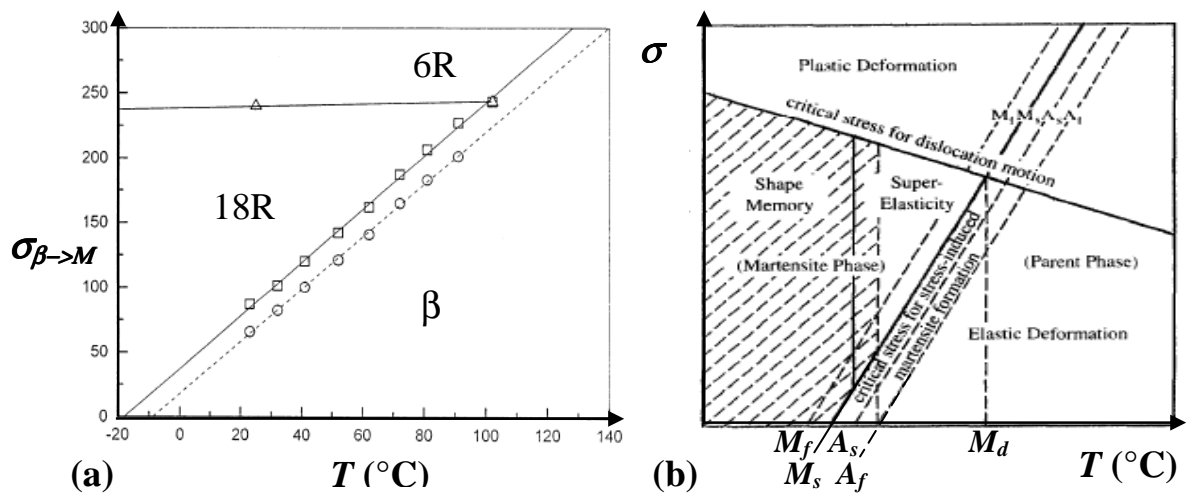 300
250
200
150
100
50
0
σβ–>M
6R
18R
β
-20 0 20 40 60 80 100 120 140
(a)
T (°C)
σ
Plastic Deformation
critical stress for dislocation motion
Mf Ms As Af
Shape
Memory
Super-
Elasticity
(Martensite Phase)
critical stress for stress-induced
martensite formation
(Parent Phase)
Elastic Deformation
Mf As
Ms Af
Md
(b)
T (°C)